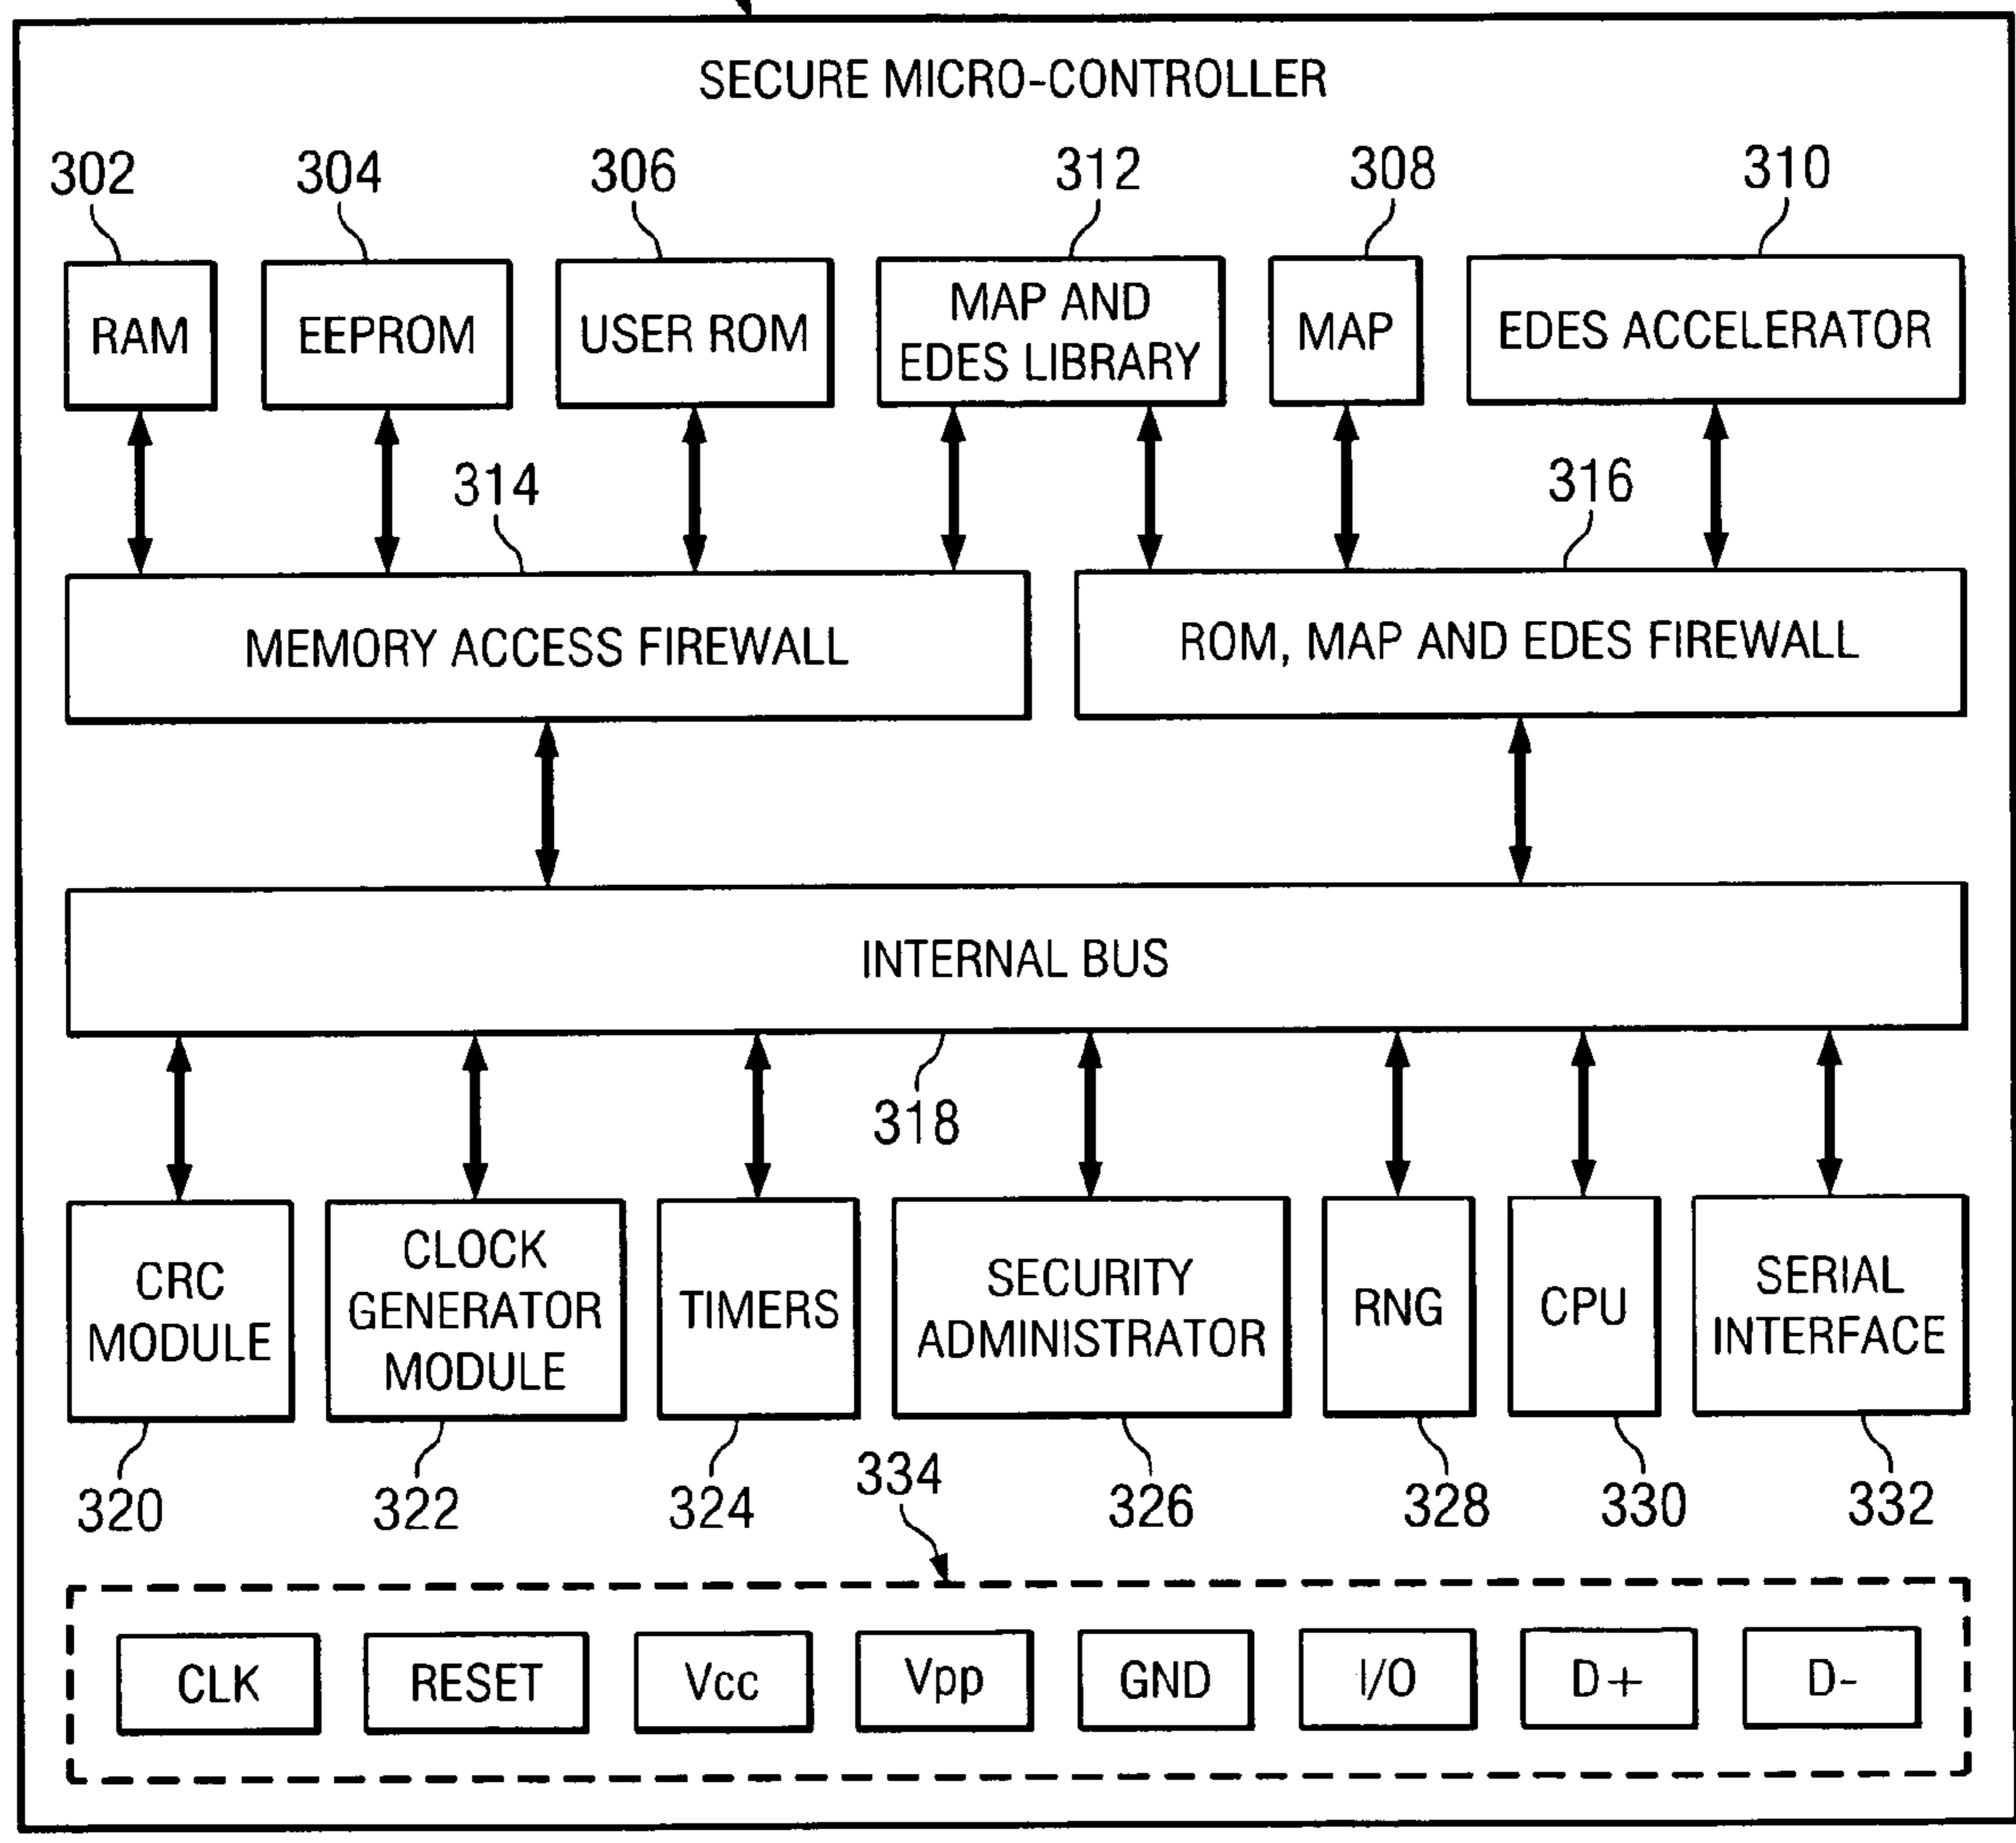 SECURE MICRO-CONTROLLER
302
304
306
312
308
310
RAM
EEPROM
USER ROM
MAP AND
EDES LIBRARY
MAP
EDES ACCELERATOR
314
316
MEMORY ACCESS FIREWALL
ROM, MAP AND EDES FIREWALL
INTERNAL BUS
318
CRC
MODULE
CLOCK
GENERATOR
MODULE
TIMERS
SECURITY
ADMINISTRATOR
RNG
CPU
SERIAL
INTERFACE
320
322
324
334
326
328
330
332
CLK
RESET
Vcc
Vpp
GND
I/O
D+
D-